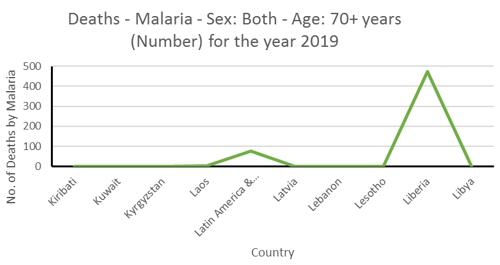 Deaths - Malaria - Sex: Both - Age: 70+ years
(Number) for the year 2019
No. of Deaths by Malaria
500
400
300
200
100
0
Kiribati
Kuwait
Kyrgyzstan
Laos
Latin America &...
Latvia
Lebanon
Lesotho
Liberia
Libya
Country